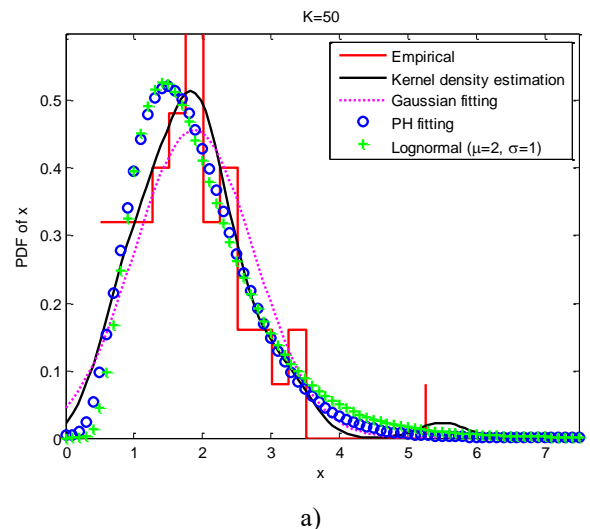 K=50
Empirical
Kernel density estimation
Gaussian fitting
PH fitting
Lognormal (μ=2, σ=1)
PDF of x
0.5
0.4
0.3
0.2
0.1
0
0 1 2 3 4 5 6 7
x
a)